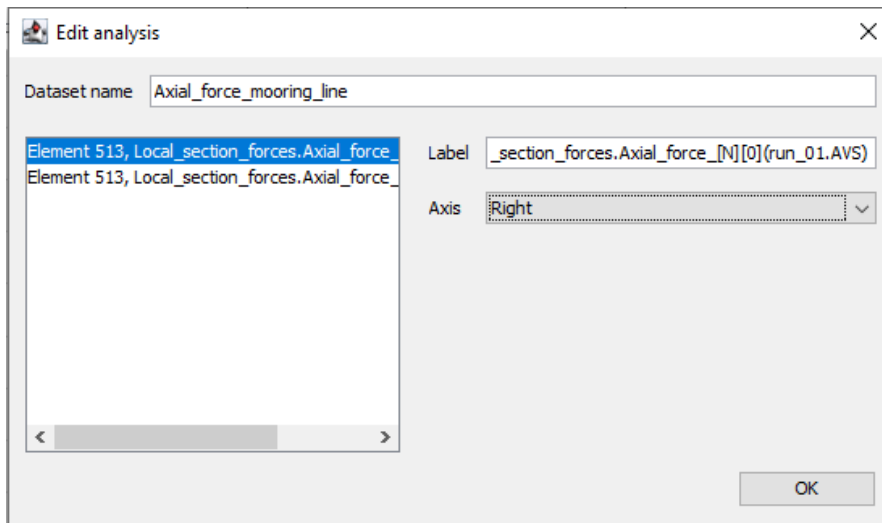 Edit analysis
Dataset name Axial_force_mooring_line
Element 513, Local_section_forces.Axial_force_
Element 513, Local_section_forces.Axial_force_
Label _section_forces.Axial_force_[N][0](run_01.AVS)
Axis Right
OK